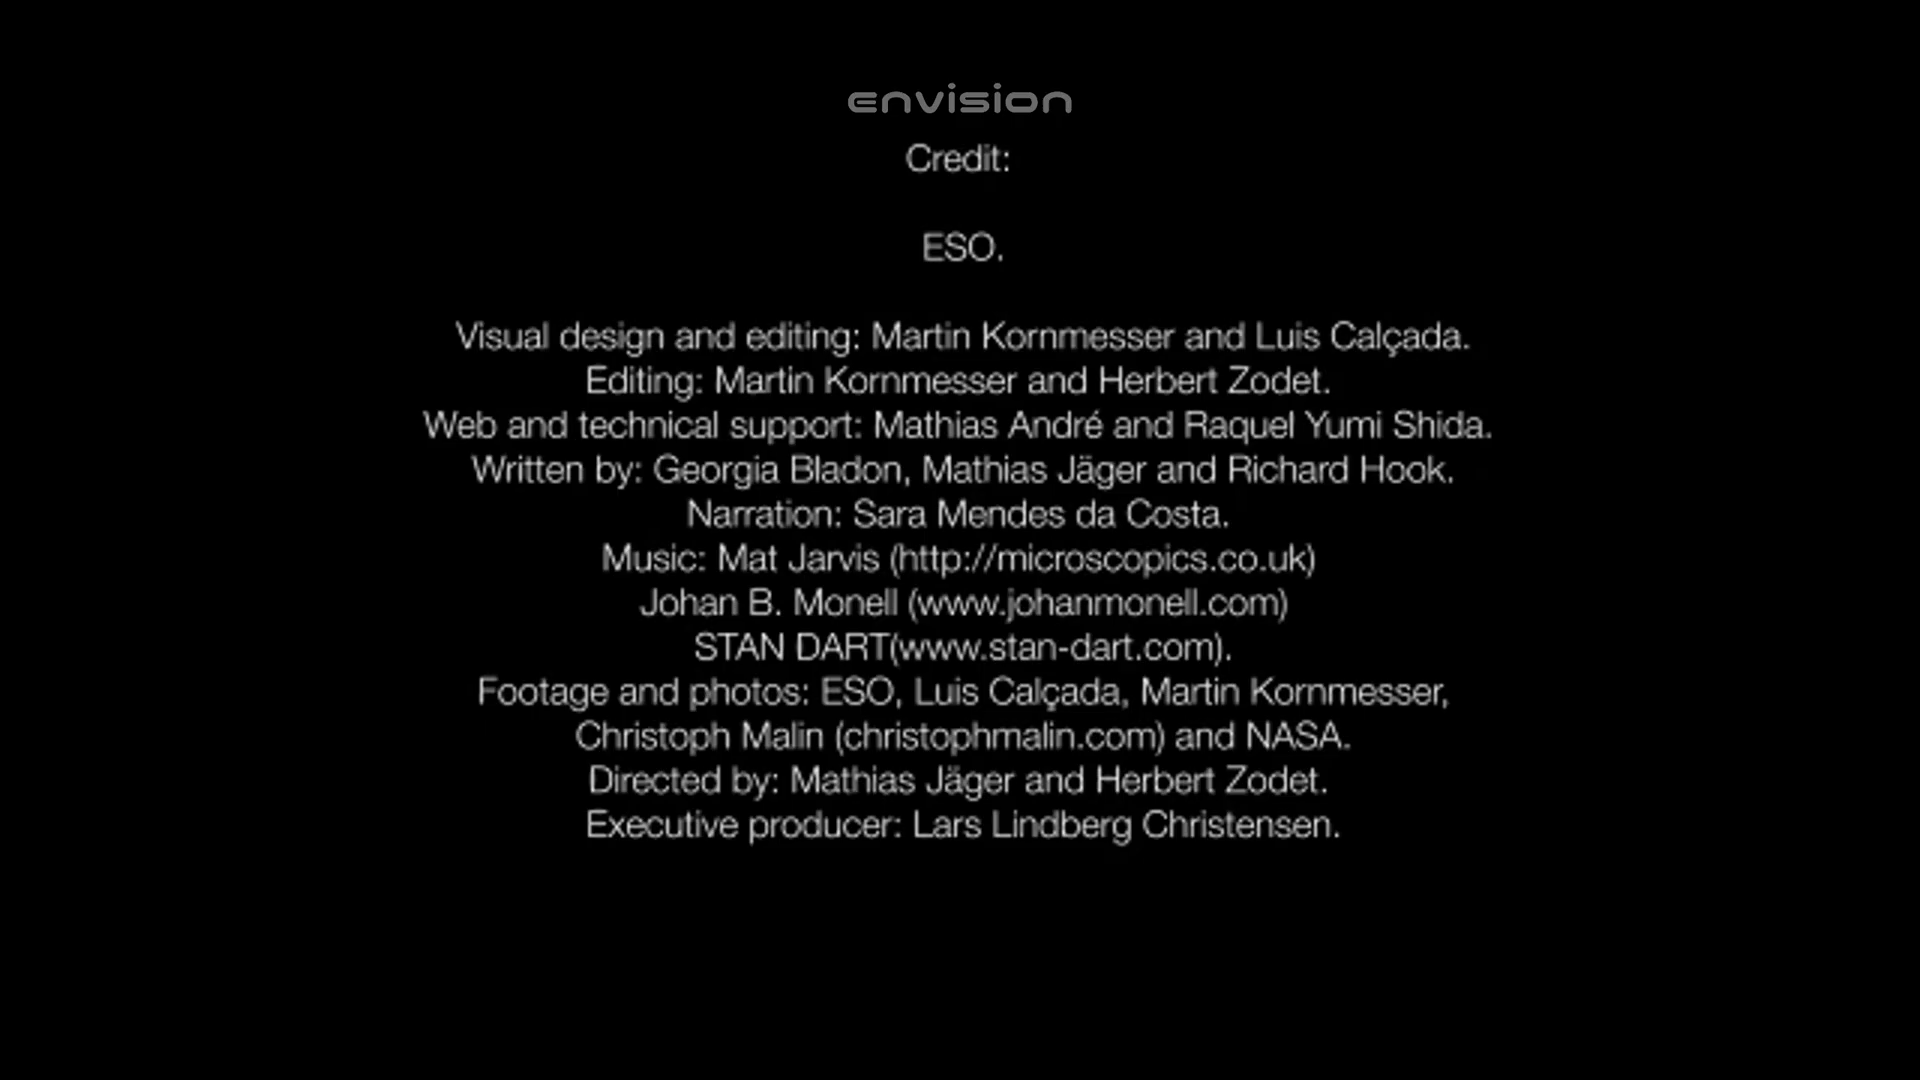 envision
Credit:
ESO.
Visual design and editing: Martin Kornmesser and Luis Calçada.
Editing: Martin Kornmesser and Herbert Zodet.
Web and technical support: Mathias André and Raquel Yumi Shida.
Written by: Georgia Bladon, Mathias Jäger and Richard Hook.
Narration: Sara Mendes da Costa.
Music: Mat Jarvis (http://microscopics.co.uk)
Johan B. Monell (www.johanmonell.com)
STAN DART(www.stan-dart.com).
Footage and photos: ESO, Luis Calçada, Martin Kornmesser,
Christoph Malin (christophmalin.com) and NASA.
Directed by: Mathias Jäger and Herbert Zodet.
Executive producer: Lars Lindberg Christensen.